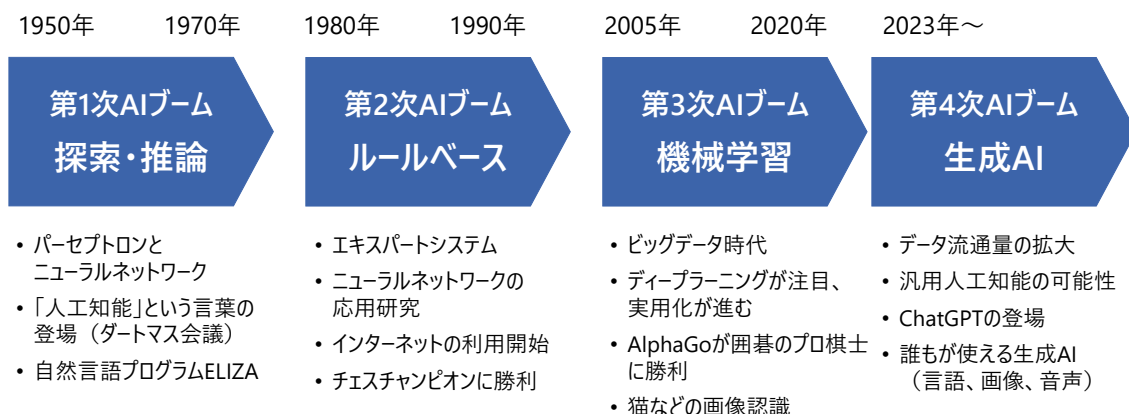 1950年 1970年 1980年 1990年 2005年 2020年 2023年～
第1次AIブーム
探索・推論
第2次AIブーム
ルールベース
第3次AIブーム
機械学習
第4次AIブーム
生成AI
• パーセプトロンと
ニューラルネットワーク
• 「人工知能」という言葉の
登場（ダートマス会議）
• 自然言語プログラムELIZA
• エキスパートシステム
• ニューラルネットワークの
応用研究
• インターネットの利用開始
• チェスチャンピオンに勝利
• ビッグデータ時代
• ディープラーニングが注目、
実用化が進む
• AlphaGoが囲碁のプロ棋士
に勝利
• 猫などの画像認識
• データ流通量の拡大
• 汎用人工知能の可能性
• ChatGPTの登場
• 誰もが使える生成AI
（言語、画像、音声）